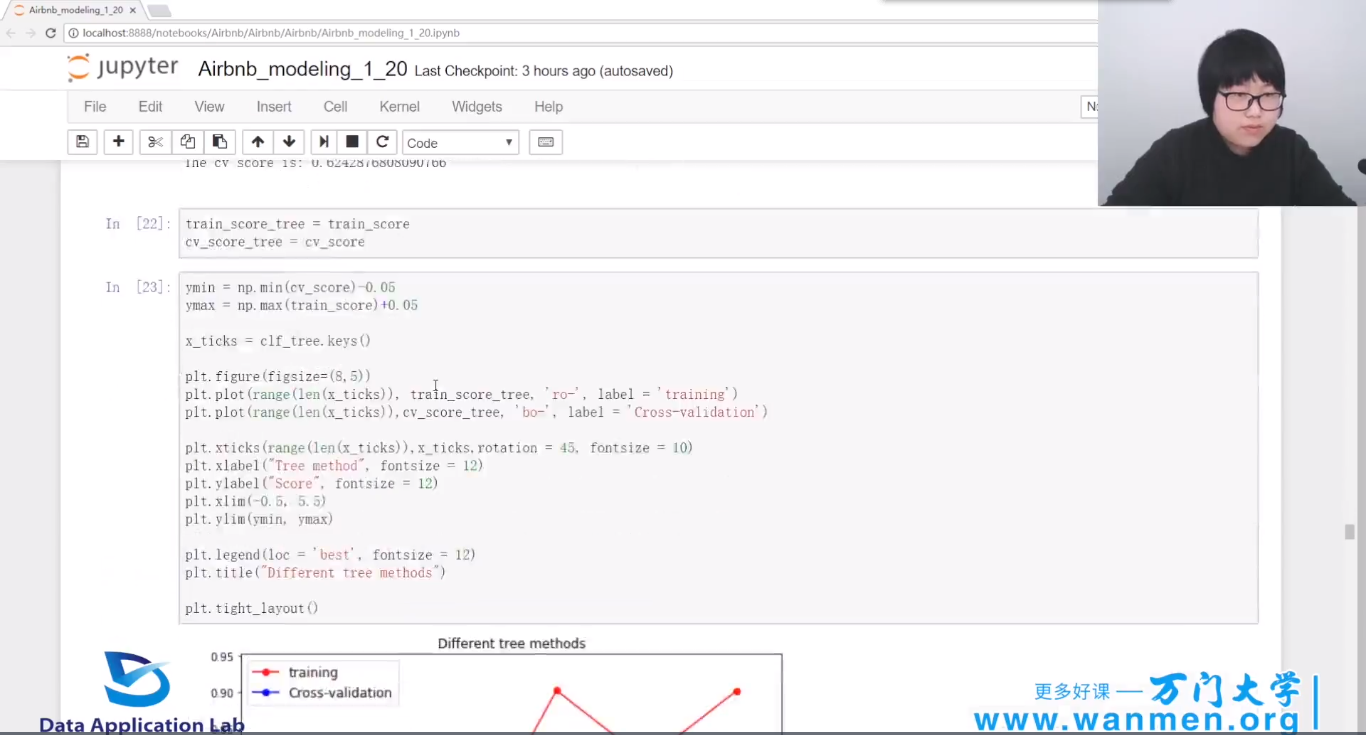 Airbnb_modeling_1_20
localhost:8888/notebooks/Airbnb/Airbnb/Airbnb/Airbnb_modeling_1_20.ipynb
jupyter Airbnb_modeling_1_20 Last Checkpoint: 3 hours ago (autosaved)
File Edit View Insert Cell Kernel Widgets Help
Code
The cv score is: 0.6242876808090766
In [22]:
train_score_tree = train_score
cv_score_tree = cv_score
In [23]:
ymin = np.min(cv_score)-0.05
ymax = np.max(train_score)+0.05
x_ticks = clf_tree.keys()
plt.figure(figsize=(8,5))
plt.plot(range(len(x_ticks)), train_score_tree, 'ro-', label = 'training')
plt.plot(range(len(x_ticks)),cv_score_tree, 'bo-', label = 'Cross-validation')
plt.xticks(range(len(x_ticks)),x_ticks,rotation = 45, fontsize = 10)
plt.xlabel("Tree method", fontsize = 12)
plt.ylabel("Score", fontsize = 12)
plt.xlim(-0.5, 5.5)
plt.ylim(ymin, ymax)
plt.legend(loc = 'best', fontsize = 12)
plt.title("Different tree methods")
plt.tight_layout()
Different tree methods
0.95
training
0.90
Cross-validation
Data Application Lab
更多好课 — 万门大学
www.wanmen.org